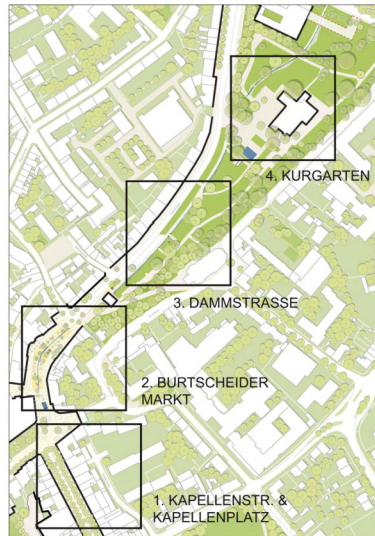 4. KURGARTEN
3. DAMMSTRASSE
2. BURTSCHEIDER
MARKT
1. KAPELLENSTR. &
KAPELLENPLATZ